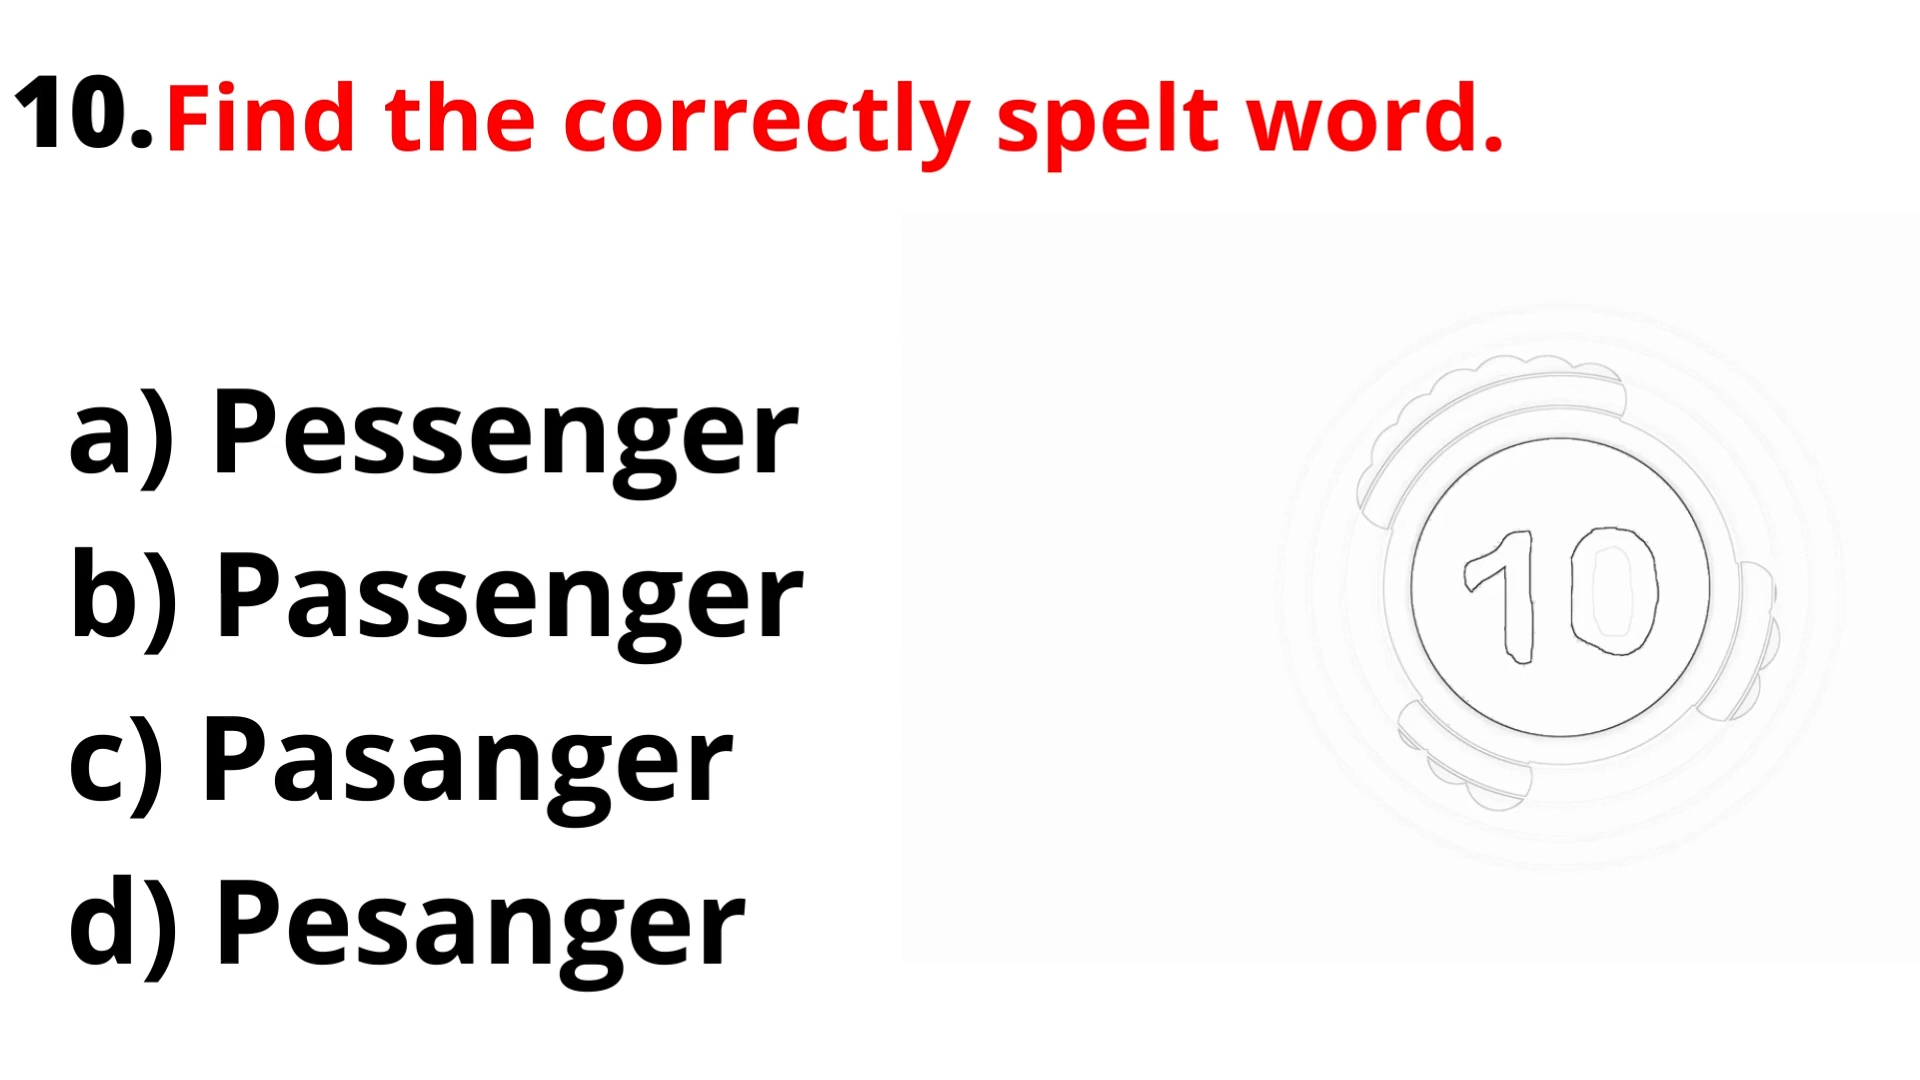 10. Find the correctly spelt word.
a) Pessenger
b) Passenger
10
c) Pasanger
d) Pesanger